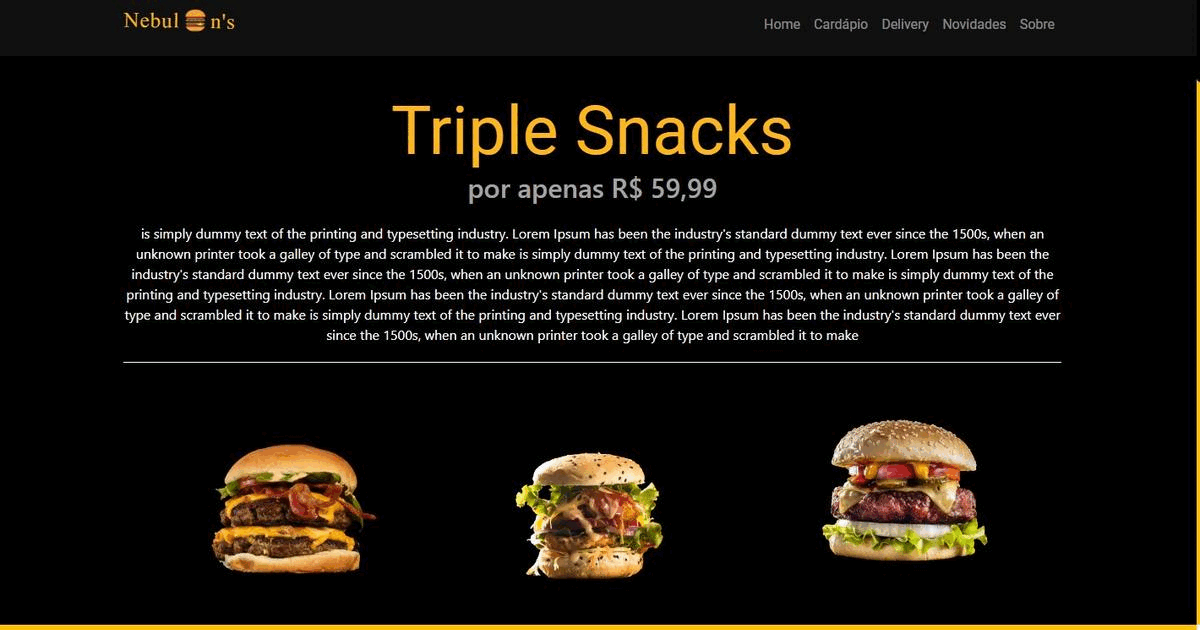 Nebul n's
Home Cardápio Delivery Novidades Sobre
Triple Snacks
por apenas R$ 59,99
is simply dummy text of the printing and typesetting industry. Lorem Ipsum has been the industry's standard dummy text ever since the 1500s, when an
unknown printer took a galley of type and scrambled it to make is simply dummy text of the printing and typesetting industry. Lorem Ipsum has been the
industry's standard dummy text ever since the 1500s, when an unknown printer took a galley of type and scrambled it to make is simply dummy text of the
printing and typesetting industry. Lorem Ipsum has been the industry's standard dummy text ever since the 1500s, when an unknown printer took a galley of
type and scrambled it to make is simply dummy text of the printing and typesetting industry. Lorem Ipsum has been the industry's standard dummy text ever
since the 1500s, when an unknown printer took a galley of type and scrambled it to make